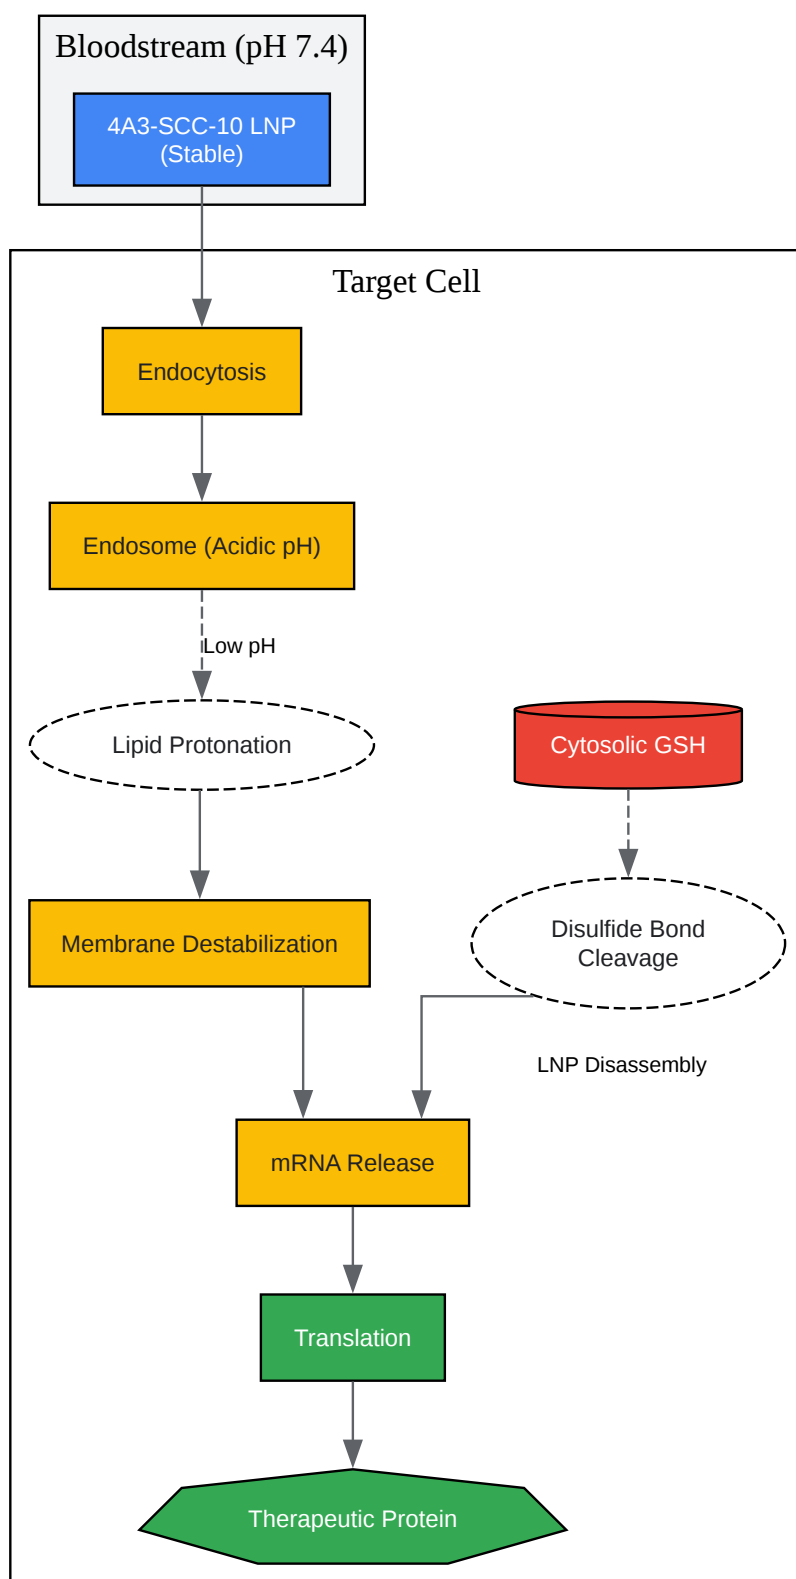 Bloodstream (pH 7.4)
4A3-SCC-10 LNP
(Stable)
Target Cell
Endocytosis
Endosome (Acidic pH)
Low pH
Lipid Protonation
Cytosolic GSH
Membrane Destabilization
Disulfide Bond
Cleavage
LNP Disassembly
mRNA Release
Translation
Therapeutic Protein